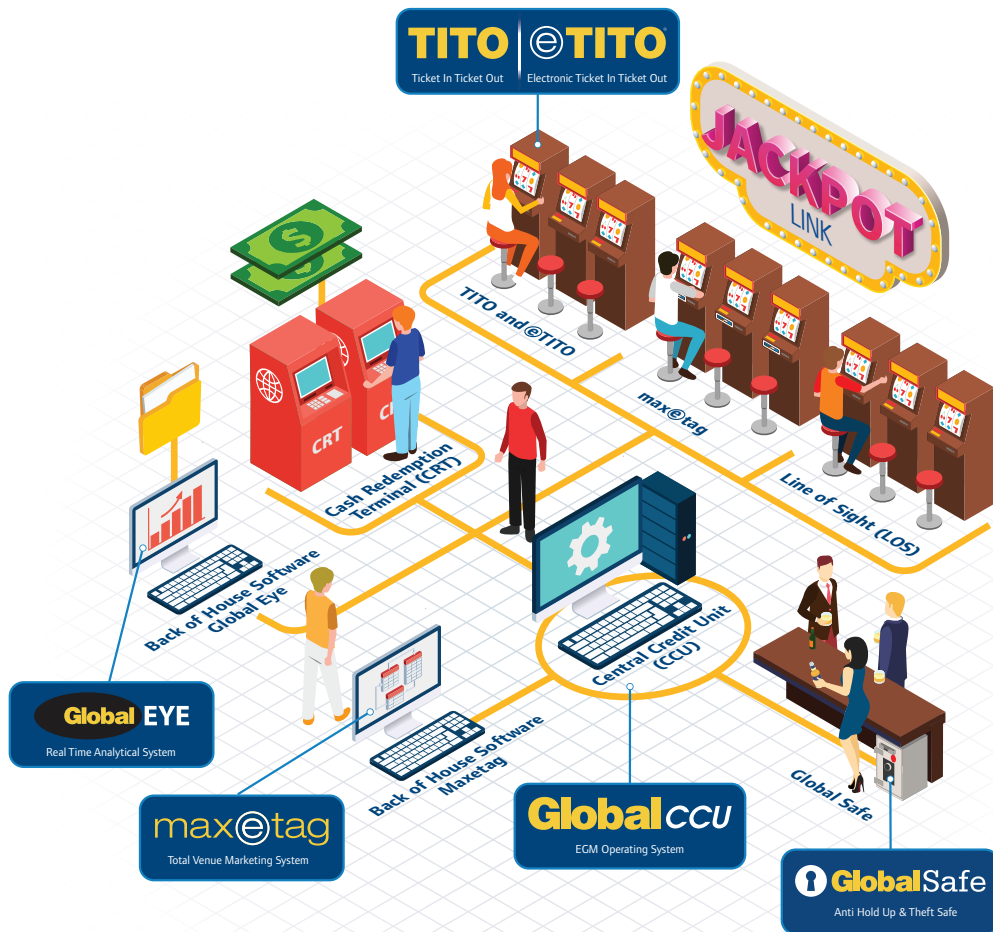 TITO | eTITO
Ticket In Ticket Out
Electronic Ticket In Ticket Out
JACKPOT
LINK
TITO and eTITO
max@tag
Line of Sight (LOS)
CRT
CRT
Cash Redemption
Terminal (CRT)
Back of House Software
Global Eye
Central Credit Unit
(CCU)
Back of House Software
Maxetag
Global Safe
Global EYE
Real Time Analytical System
maxetag
Total Venue Marketing System
Global CCU
EGM Operating System
GlobalSafe
Anti Hold Up & Theft Safe